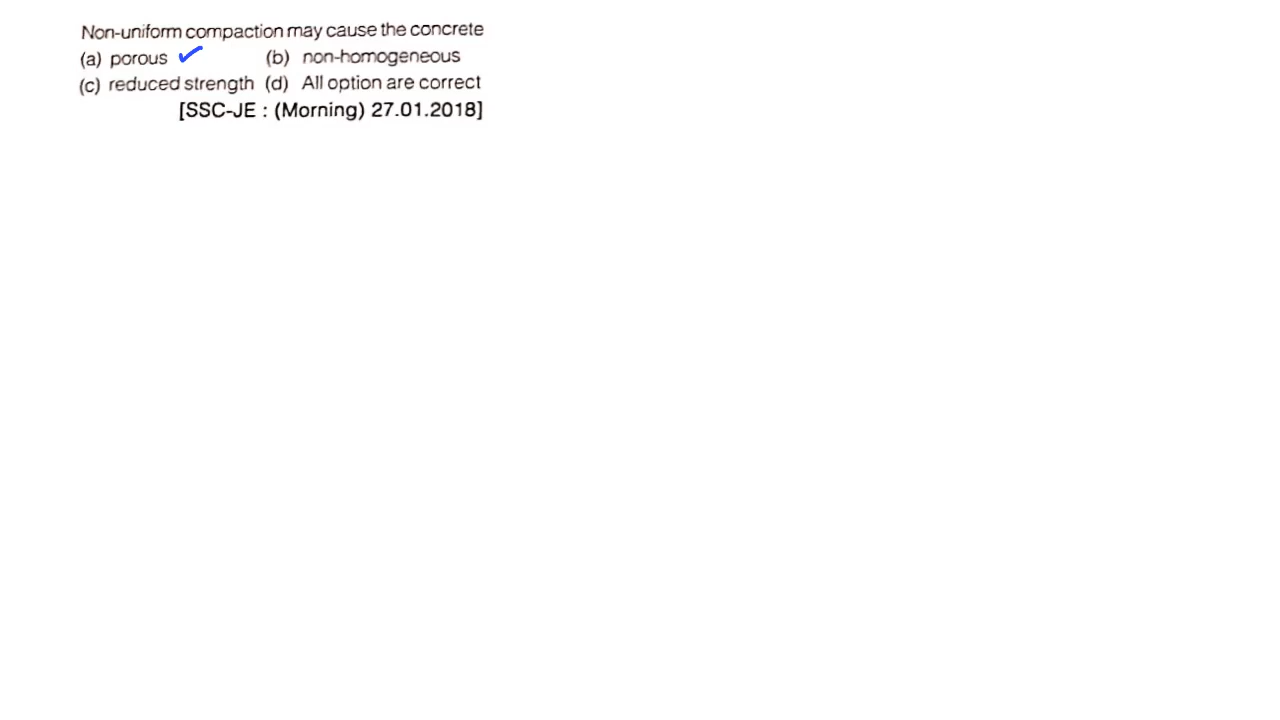 Non-uniform compaction may cause the concrete
(a) porous ✓ (b) non-homogeneous
(c) reduced strength (d) All option are correct
[SSC-JE : (Morning) 27.01.2018]